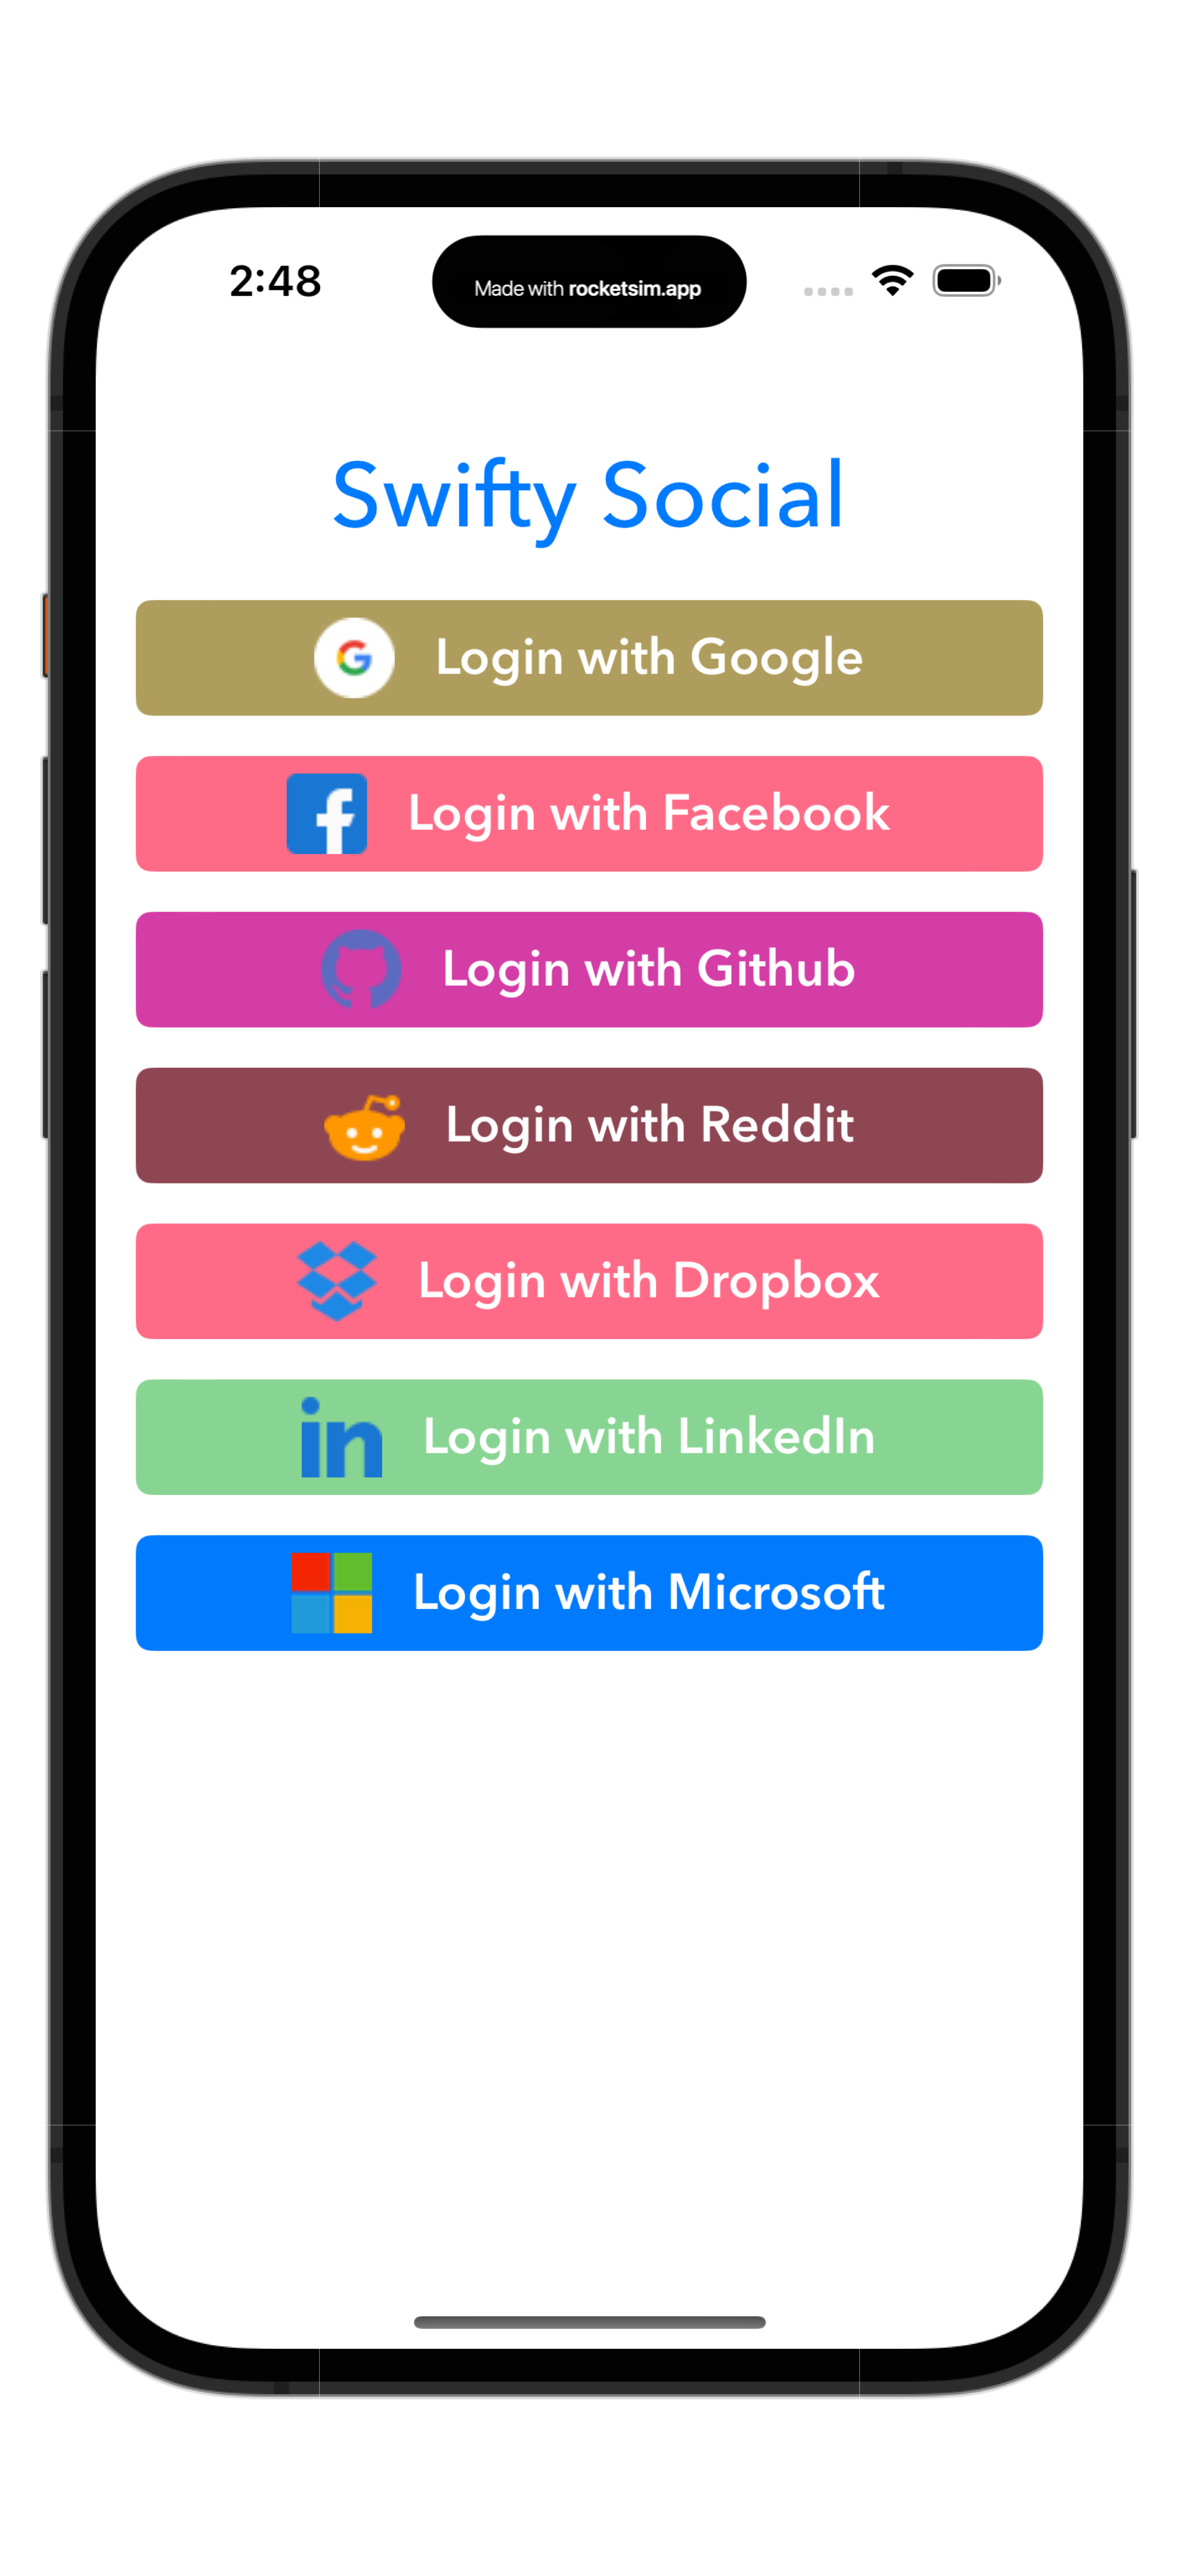 2:48
Made with rocketsim.app
Swifty Social
Login with Google
Login with Facebook
Login with Github
Login with Reddit
Login with Dropbox
Login with LinkedIn
Login with Microsoft